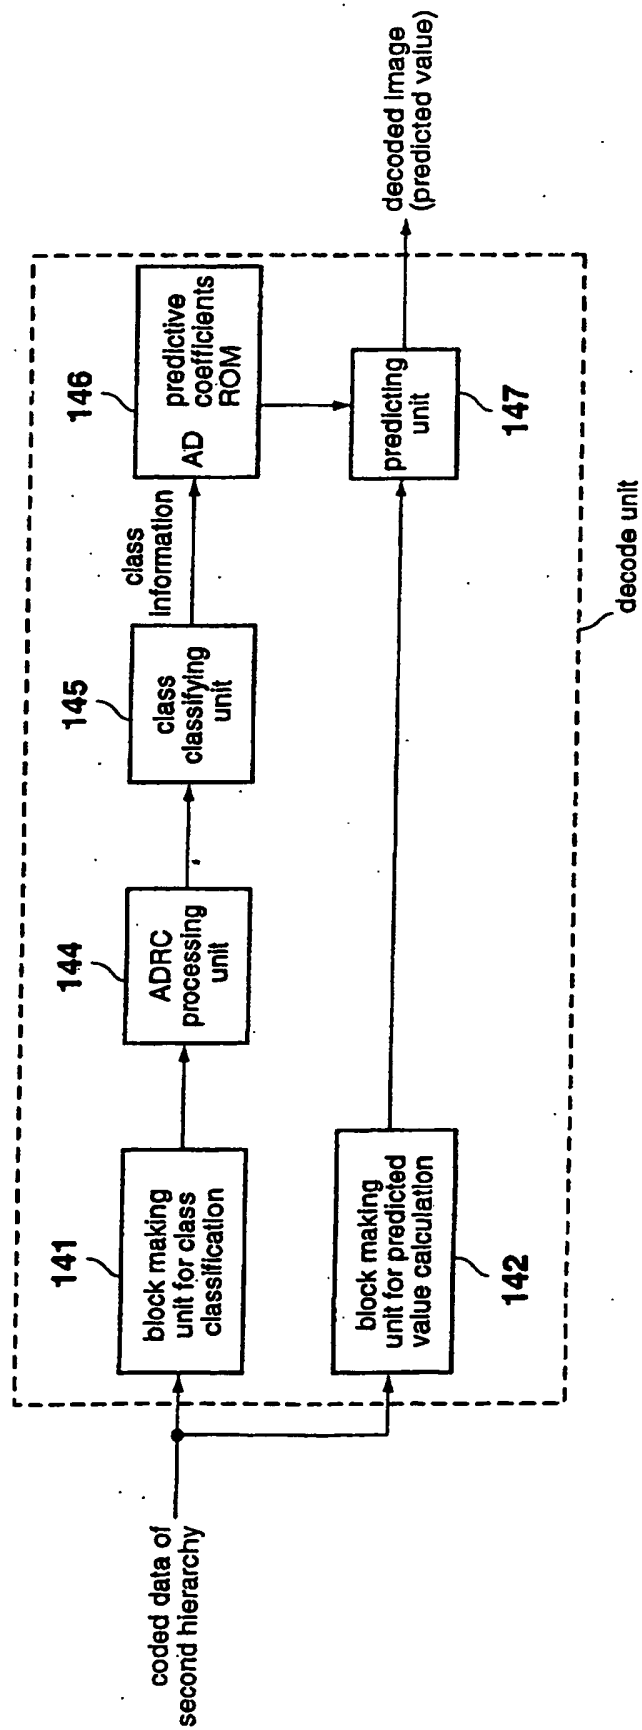 coded data of
second hierarchy
141
block making
unit for class
classification
144
ADRC
processing
unit
145
class
classifying
unit
class
information
146
predictive
coefficients
ROM
AD
block making
unit for predicted
value calculation
142
predicting
unit
147
decoded image
(predicted value)
decode unit